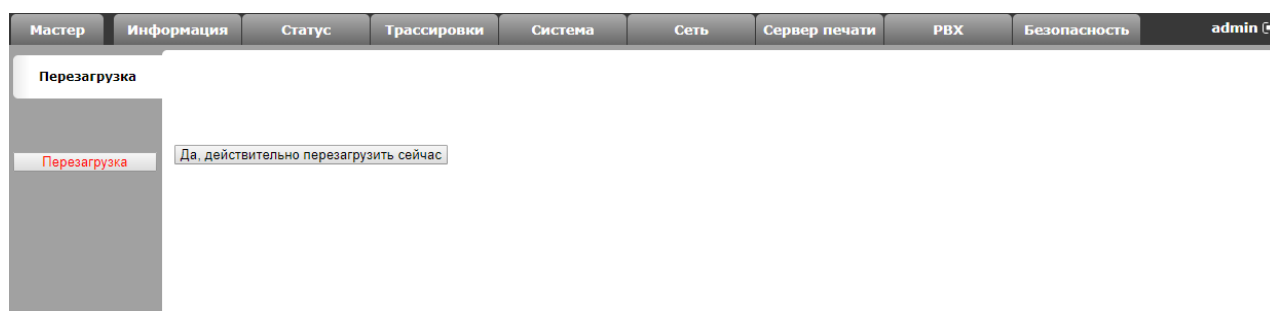 Мастер Информация Статус Трассировки Система Сеть Сервер печати PBX Безопасность admin
Перезагрузка
Перезагрузка Да, действительно перезагрузить сейчас